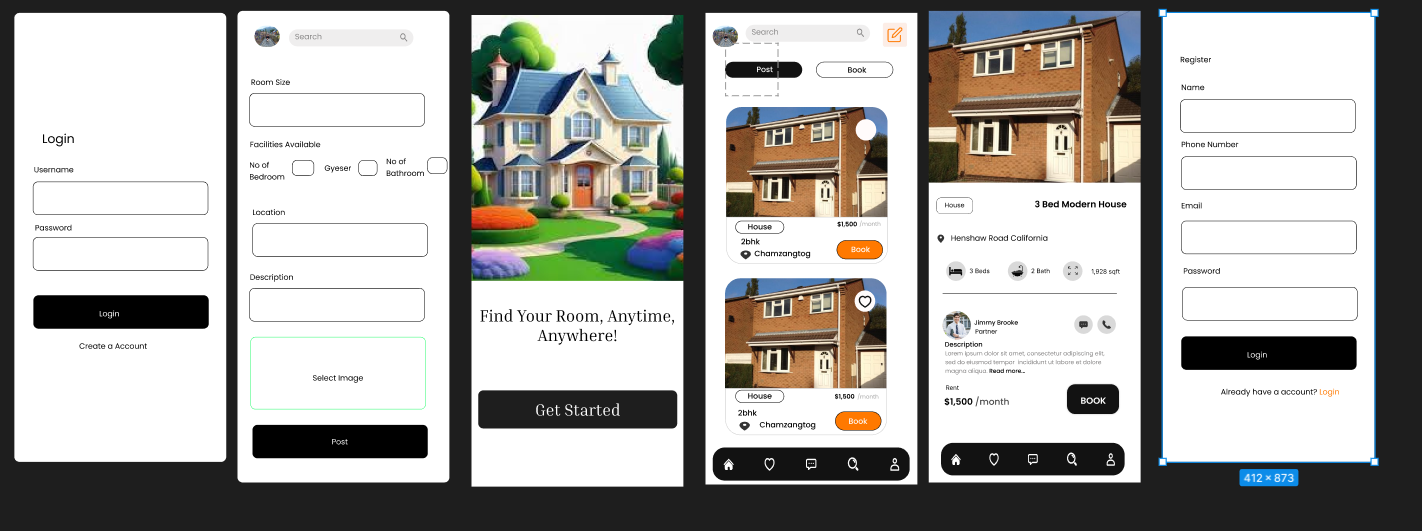 Login
Username
Password
Login
Create a Account
Search
Room Size
Facilities Available
No of
Bedroom
Gyeser
No of
Bathroom
Location
Description
Select Image
Post
Find Your Room, Anytime,
Anywhere!
Get Started
Search
Post
Book
House
$1,500 /month
2bhk
Chamzangtog
Book
House
$1,500 /month
2bhk
Chamzangtog
Book
House
3 Bed Modern House
Henshaw Road California
3 Beds
2 Bath
1,928 sqft
Jimmy Brooke
Partner
Description
Lorem ipsum dolor sit amet, consectetur adipiscing elit,
sed do eiusmod tempor incididunt ut labore et dolore
magna aliqua. Read more...
Rent
$1,500 /month
BOOK
Register
Name
Phone Number
Email
Password
Login
Already have a account? Login
412 × 873